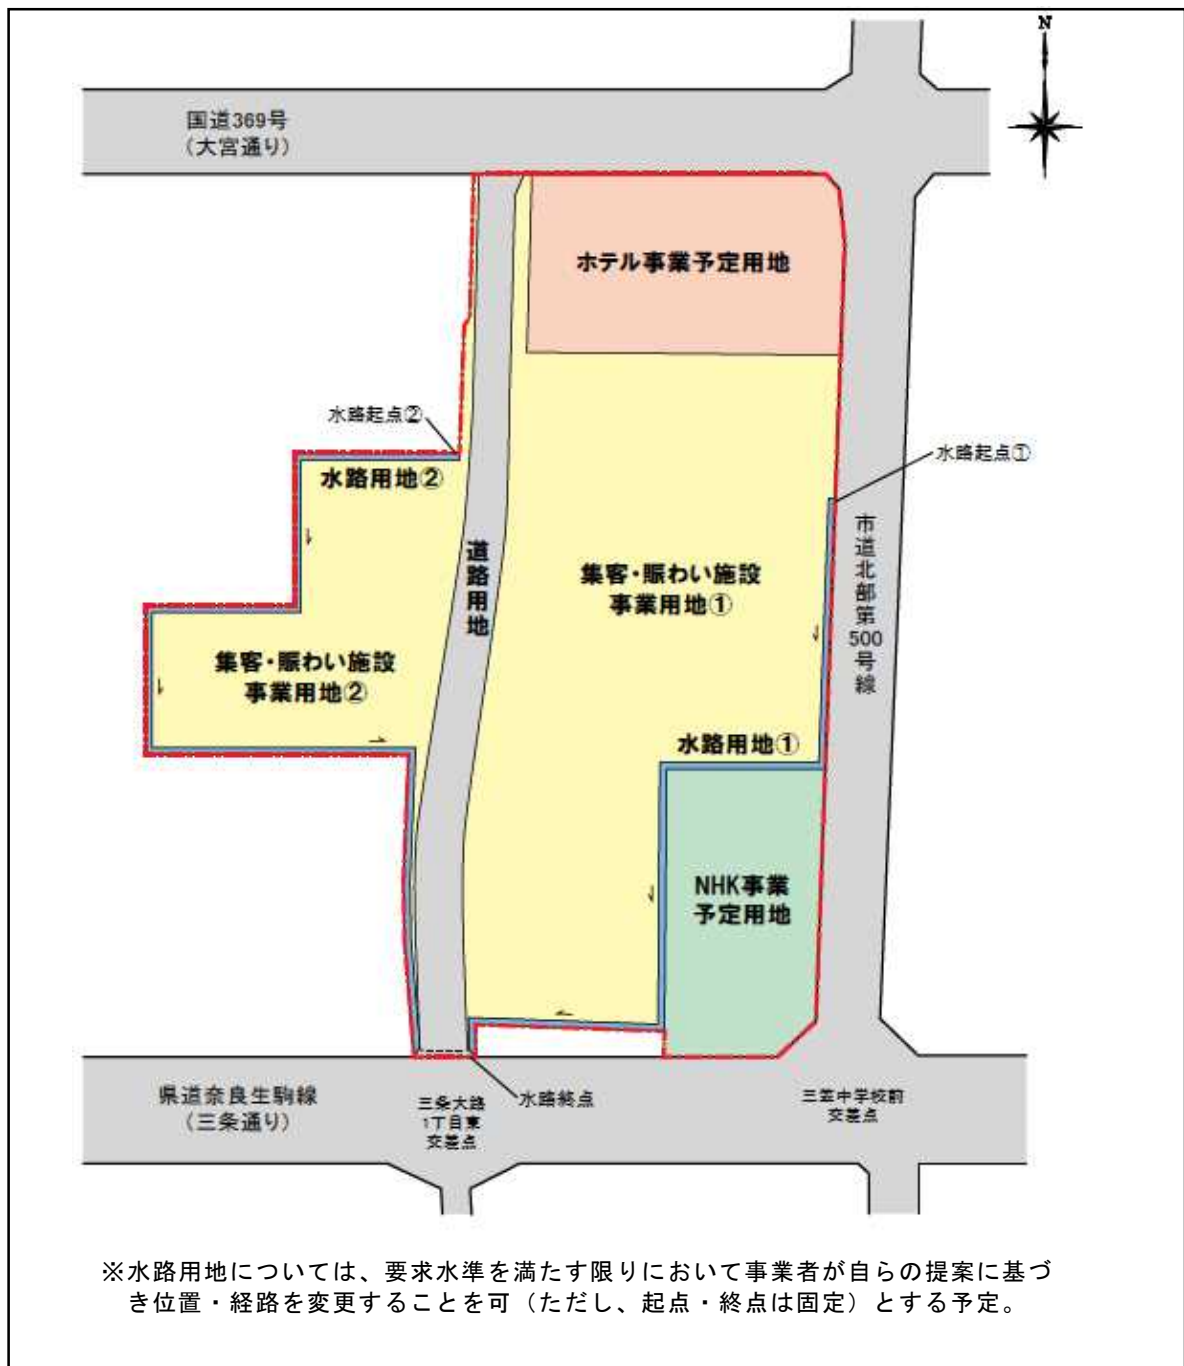 N
国道369号
(大宮通り)
ホテル事業予定用地
水路起点②
水路起点①
水路用地②
市道北部第500号線
道路用地
集客・賑わい施設
事業用地①
集客・賑わい施設
事業用地②
水路用地①
NHK事業
予定用地
県道奈良生駒線
(三条通り)
三条大路
1丁目東
交差点
水路終点
三笠中学校前
交差点
※水路用地については、要求水準を満たす限りにおいて事業者が自らの提案に基づ
き位置・経路を変更することを可（ただし、起点・終点は固定）とする予定。